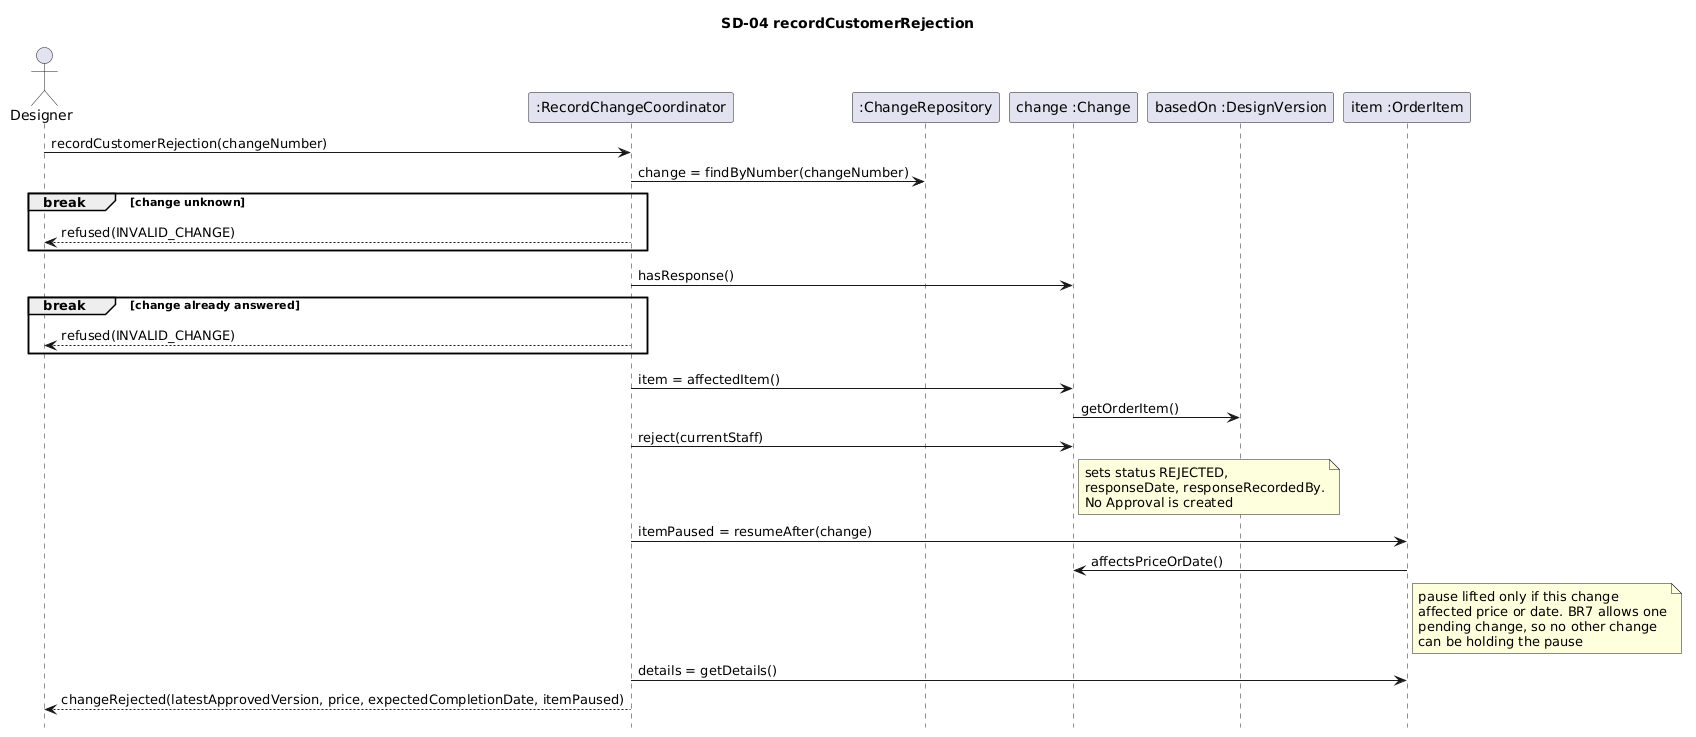 SD-04 recordCustomerRejection
Designer
:RecordChangeCoordinator
:ChangeRepository
change :Change
basedOn :DesignVersion
item :OrderItem
recordCustomerRejection(changeNumber)
change = findByNumber(changeNumber)
break
[change unknown]
refused(INVALID_CHANGE)
hasResponse()
break
[change already answered]
refused(INVALID_CHANGE)
item = affectedItem()
getOrderItem()
reject(currentStaff)
sets status REJECTED,
responseDate, responseRecordedBy.
No Approval is created
itemPaused = resumeAfter(change)
affectsPriceOrDate()
pause lifted only if this change
affected price or date. BR7 allows one
pending change, so no other change
can be holding the pause
details = getDetails()
changeRejected(latestApprovedVersion, price, expectedCompletionDate, itemPaused)